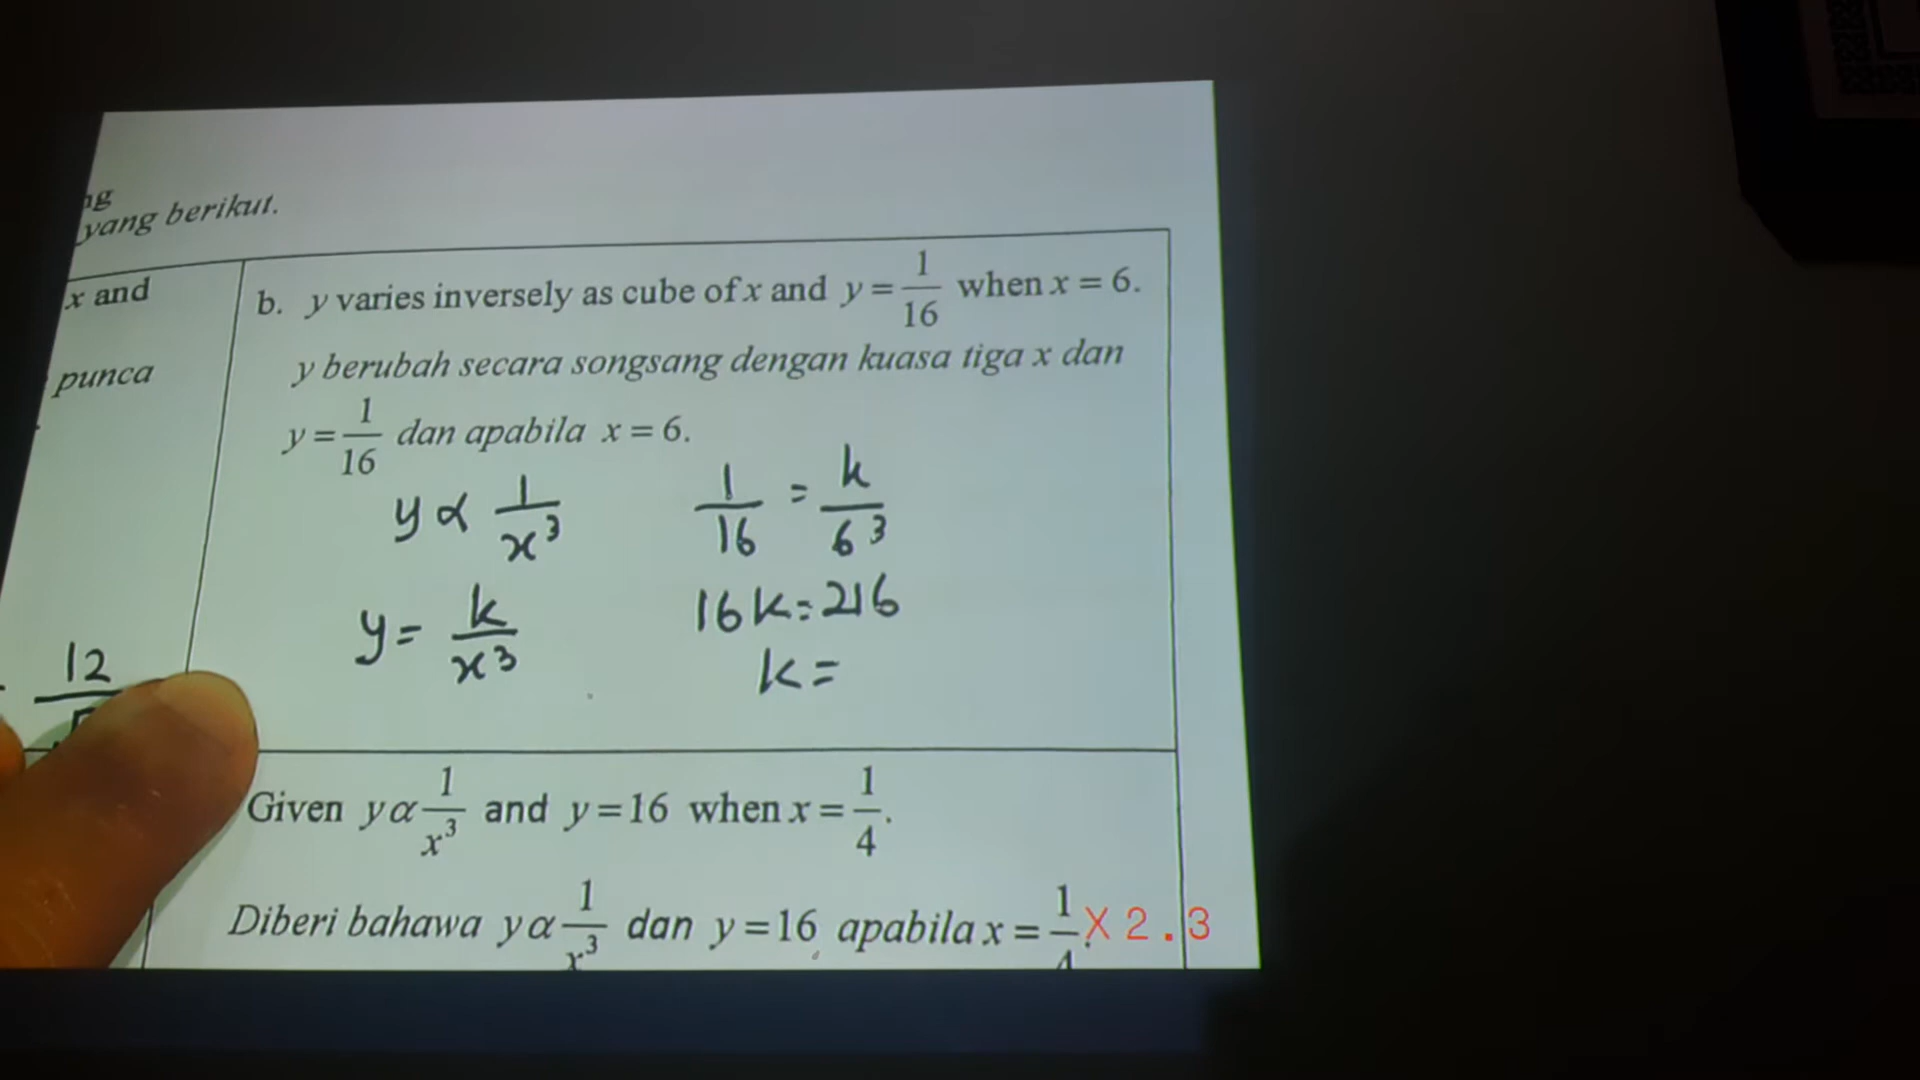 ng
yang berikut.
x and
punca
12
b. y varies inversely as cube of x and y = 1/16 when x = 6.
y berubah secara songsang dengan kuasa tiga x dan
y = 1/16 dan apabila x = 6.
y ∝ 1/x³
y = k/x³
1/16 = k/6³
16k = 216
k =
Given y α 1/x³ and y = 16 when x = 1/4.
Diberi bahawa y α 1/x³ dan y = 16 apabila x = 1/4.
X2.3